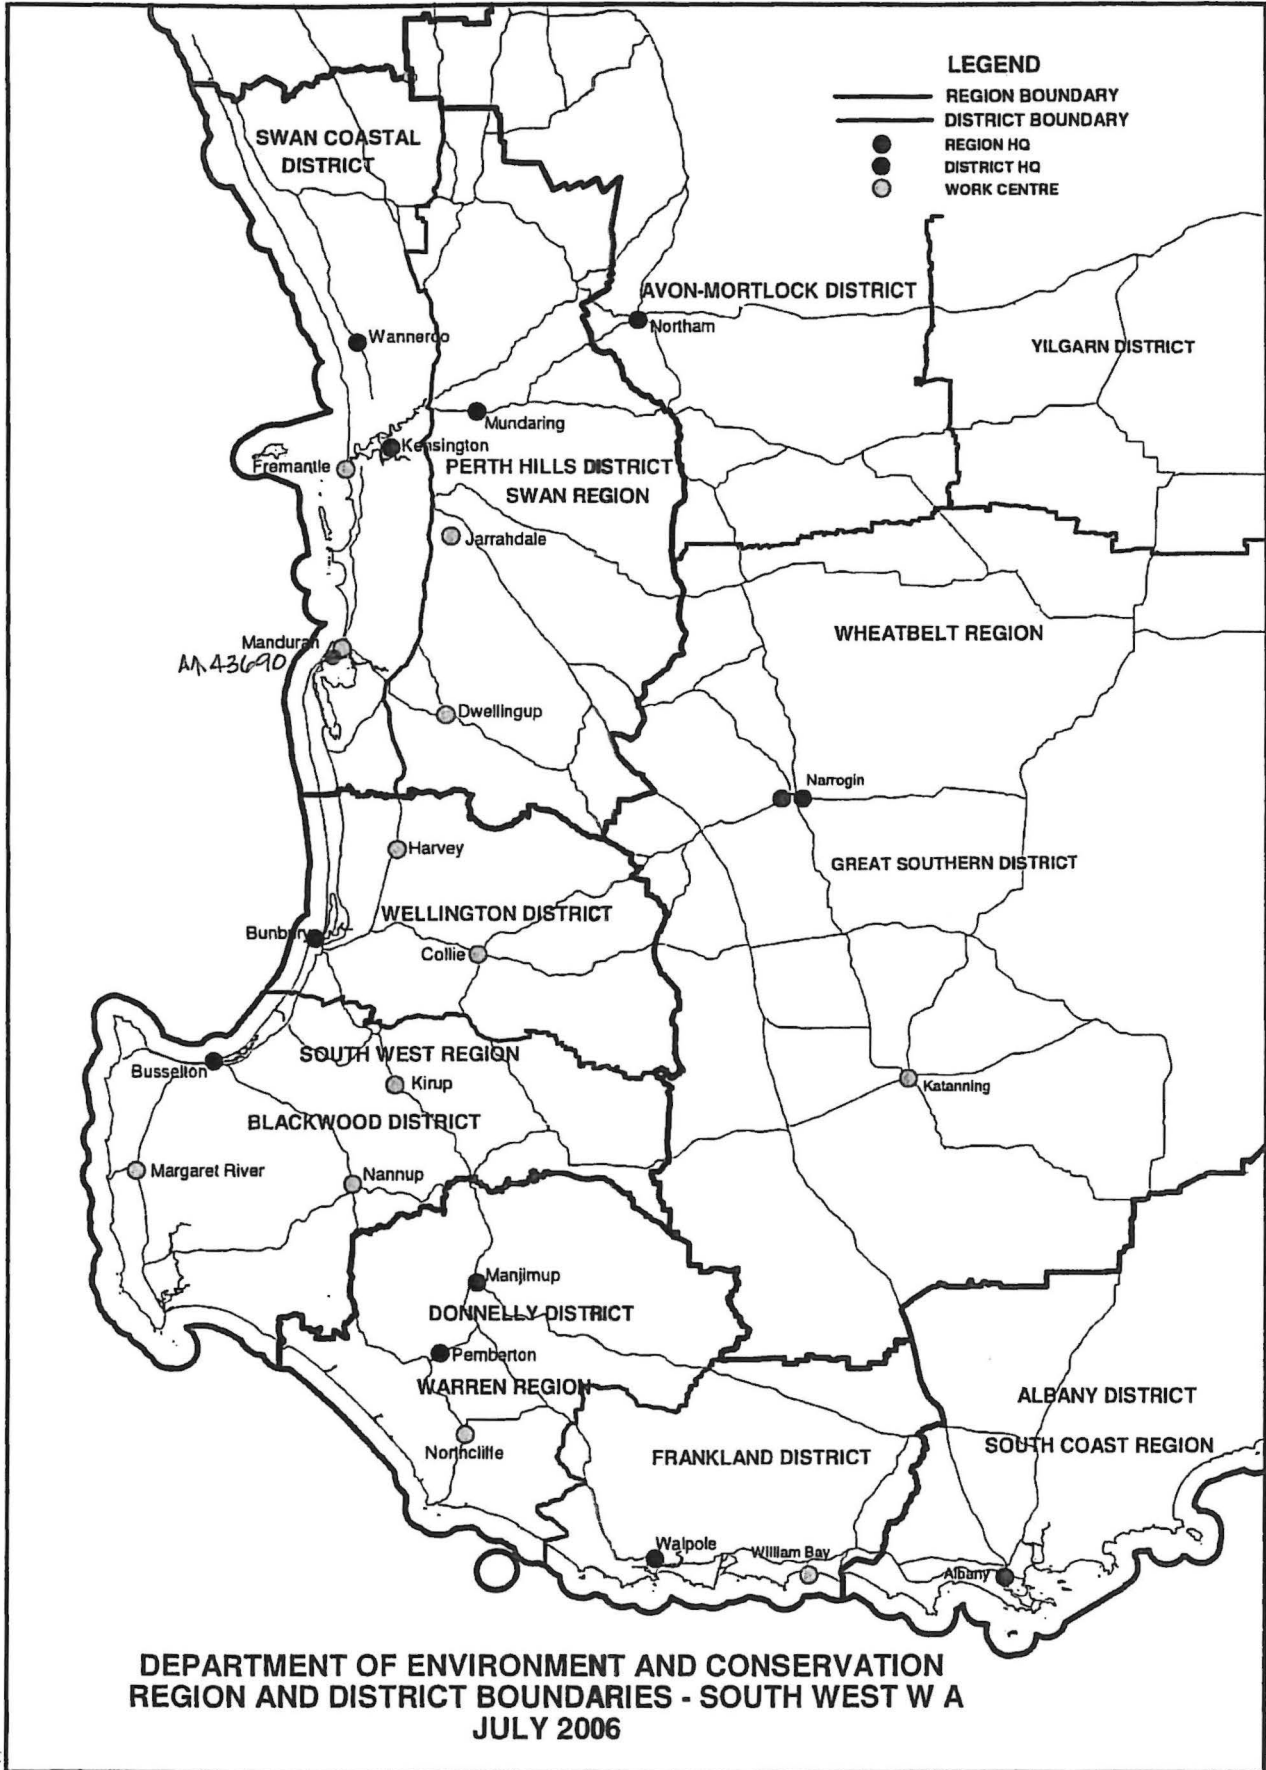 LEGEND
REGION BOUNDARY
DISTRICT BOUNDARY
REGION HQ
DISTRICT HQ
WORK CENTRE
SWAN COASTAL
DISTRICT
AVON-MORTLOCK DISTRICT
Northam
YILGARN DISTRICT
Wanneroo
Mundaring
Kensington
Fremantle
PERTH HILLS DISTRICT
SWAN REGION
Jarrahdale
WHEATBELT REGION
Mandurah
43690
Dwellingup
Narrogin
Harvey
GREAT SOUTHERN DISTRICT
WELLINGTON DISTRICT
Bunbury
Collie
SOUTH WEST REGION
Busselton
Kirup
Katanning
BLACKWOOD DISTRICT
Margaret River
Nannup
Manjimup
DONNELLY DISTRICT
Pemberton
WARREN REGION
ALBANY DISTRICT
Northcliffe
FRANKLAND DISTRICT
SOUTH COAST REGION
Walpole
William Bay
Albany
DEPARTMENT OF ENVIRONMENT AND CONSERVATION
REGION AND DISTRICT BOUNDARIES - SOUTH WEST W A
JULY 2006